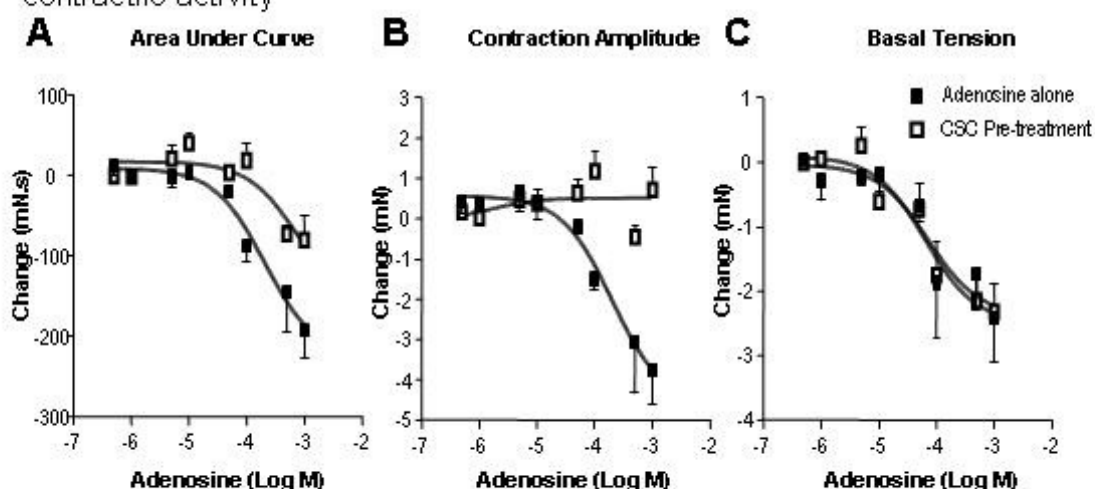 contractile activity
A Area Under Curve
B Contraction Amplitude
C Basal Tension
Adenosine alone
CSC Pre-treatment
Change (mN.s)
100
0
-100
-200
-300
-7 -6 -5 -4 -3 -2
Adenosine (Log M)
Change (mN)
3
2
1
0
-1
-2
-3
-4
-5
-7 -6 -5 -4 -3 -2
Adenosine (Log M)
Change (mN)
1
0
-1
-2
-3
-4
-7 -6 -5 -4 -3 -2
Adenosine (Log M)